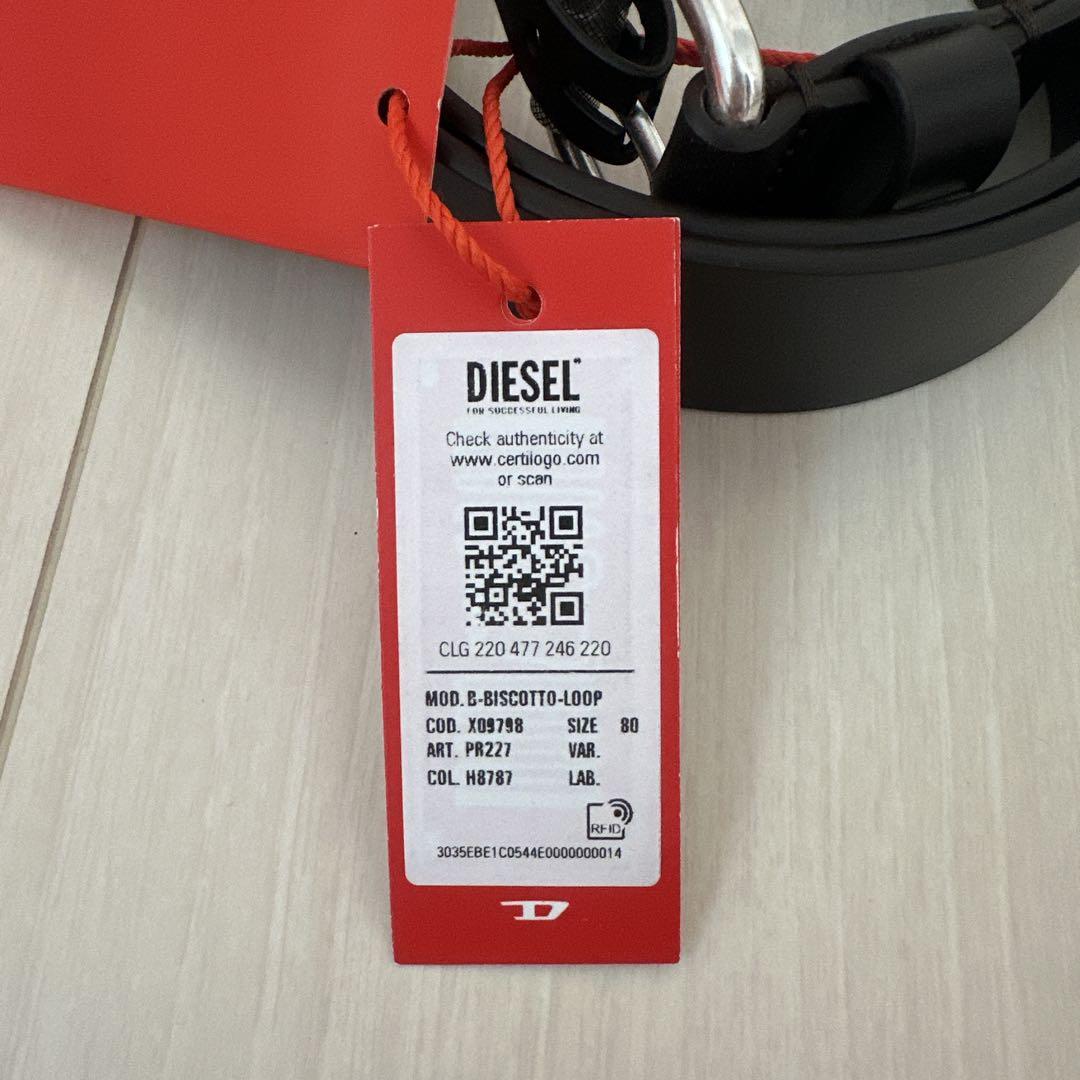 DIESEL
FOR SUCCESSFUL LIVING
Check authenticity at
www.certilogo.com
or scan
CLG 220 477 246 220
MOD. B-BISCOTTO-LOOP
COD. X09798 SIZE 80
ART. PR227 VAR.
COL. H8787 LAB.
RFID
3035EBE1C0544E0000000014
D